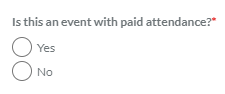 Is this an event with paid attendance?*
Yes
No